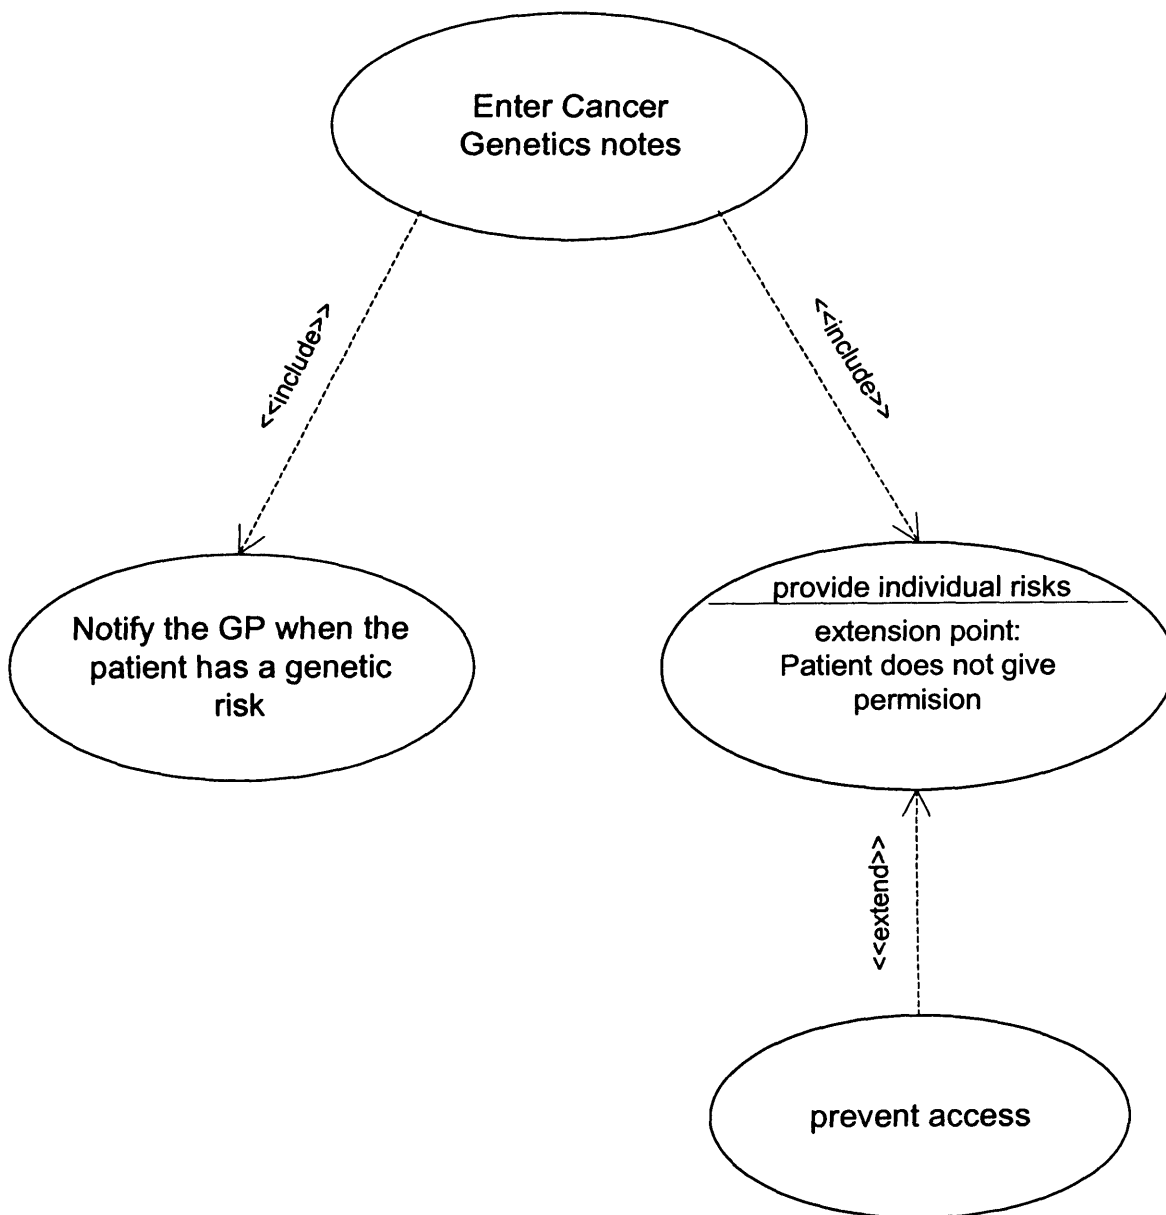 Enter Cancer
Genetics notes
<<include>>
<<include>>
Notify the GP when the
patient has a genetic
risk
provide individual risks
extension point:
Patient does not give
permision
<<extend>>
prevent access